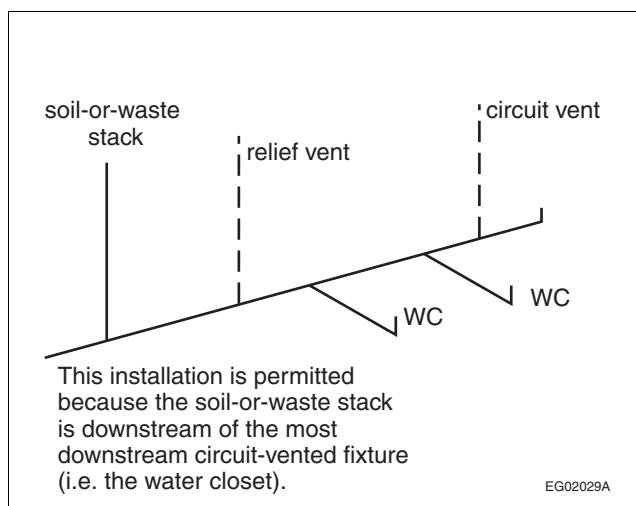 soil-or-waste
stack
relief vent
circuit vent
WC
WC
This installation is permitted
because the soil-or-waste stack
is downstream of the most
downstream circuit-vented fixture
(i.e. the water closet).
EG02029A